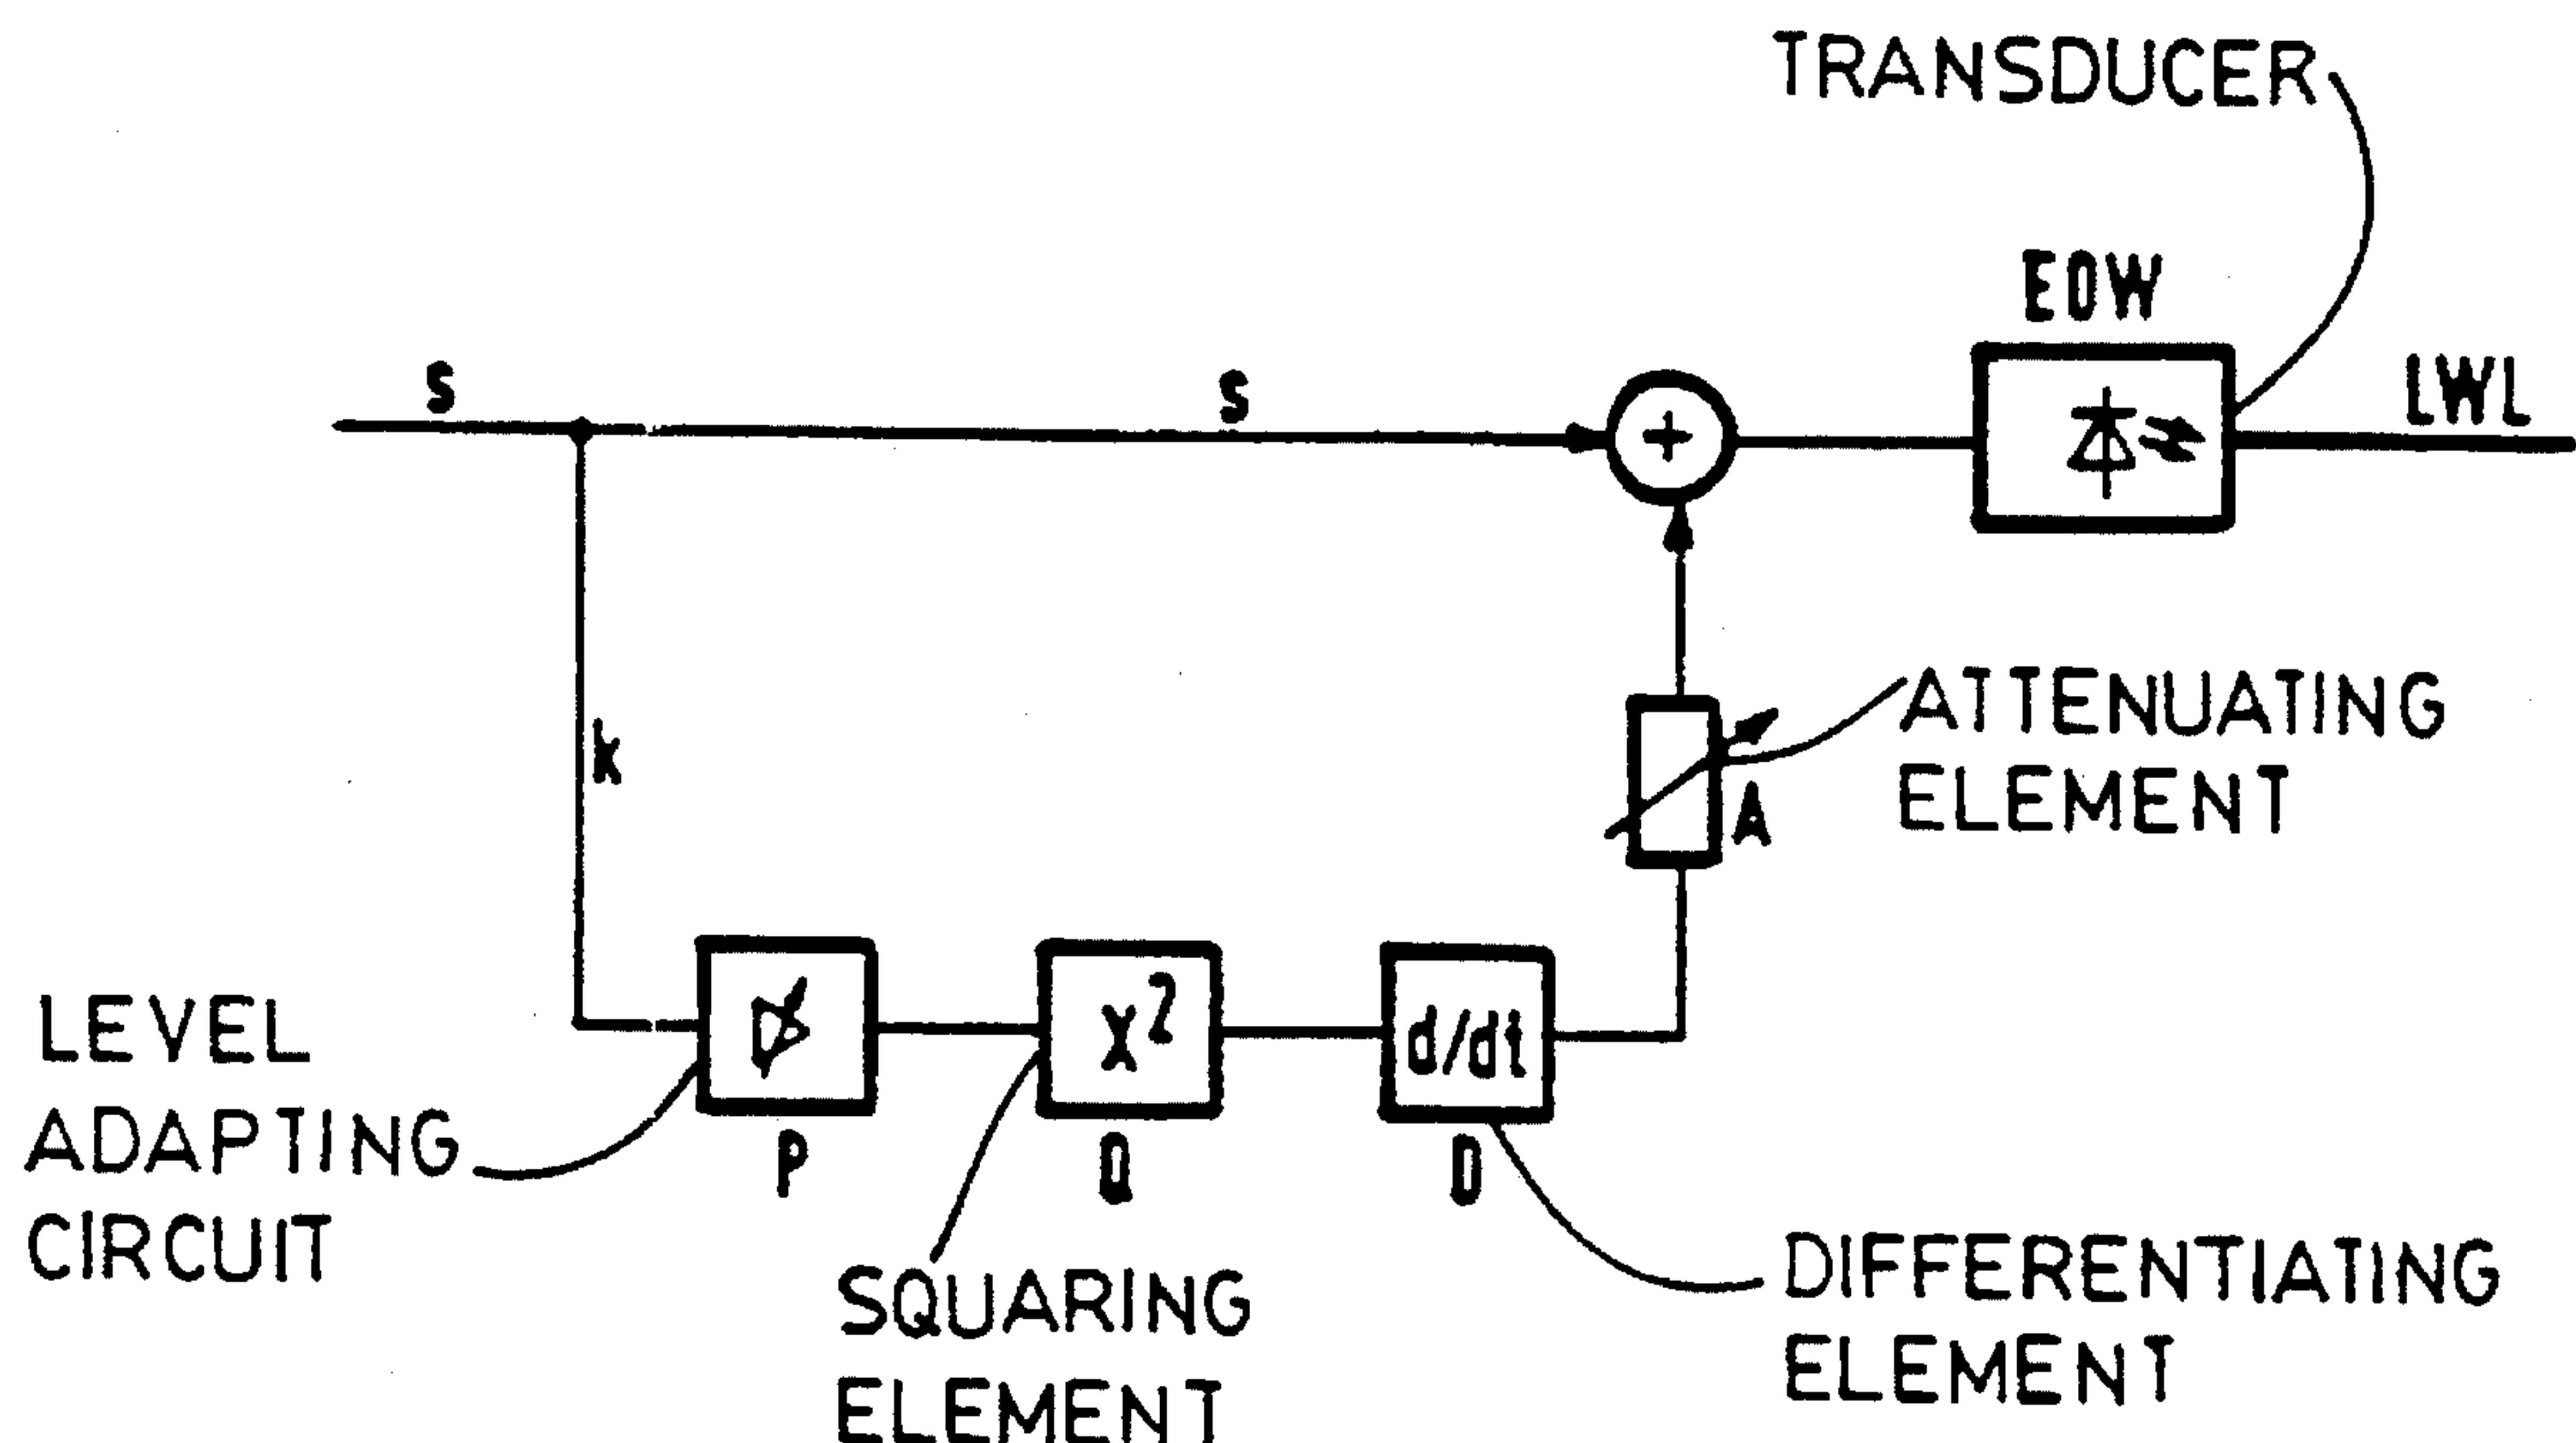 TRANSDUCER
EOW
S
S
+
LWL
k
ATTENUATING
ELEMENT
A
LEVEL
ADAPTING
CIRCUIT
P
X²
Q
d/dt
D
SQUARING
ELEMENT
DIFFERENTIATING
ELEMENT